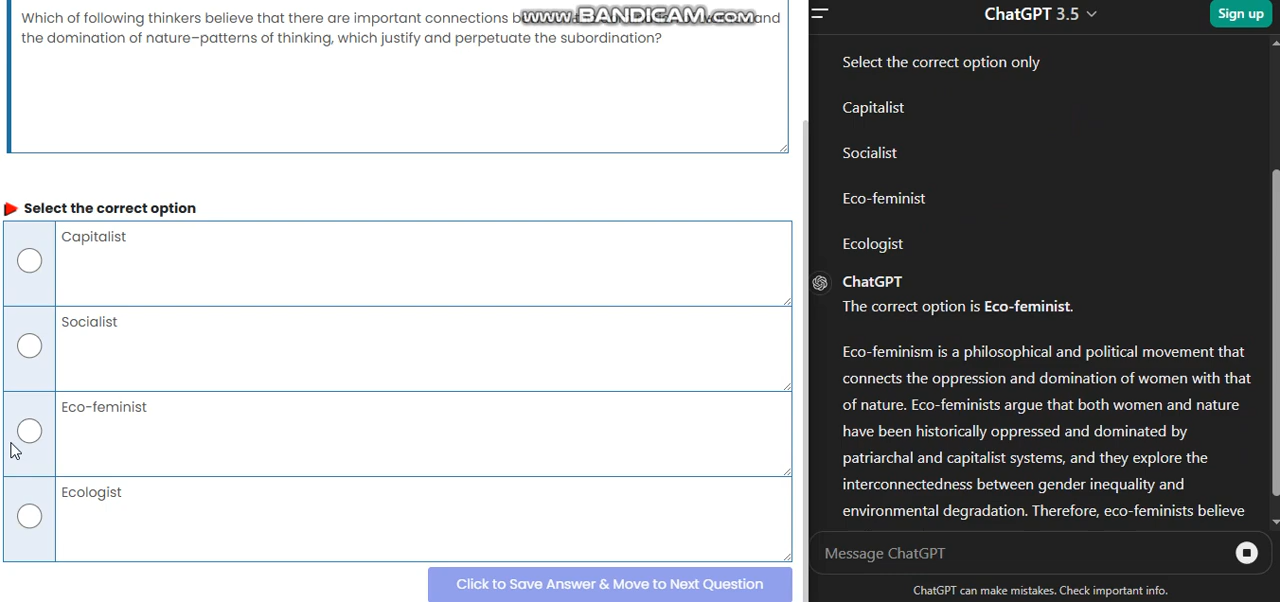 Which of following thinkers believe that there are important connections b www.BANDICAM.com and
the domination of nature–patterns of thinking, which justify and perpetuate the subordination?
Select the correct option
Capitalist
Socialist
Eco-feminist
Ecologist
Click to Save Answer & Move to Next Question
ChatGPT 3.5
Sign up
Select the correct option only
Capitalist
Socialist
Eco-feminist
Ecologist
ChatGPT
The correct option is Eco-feminist.
Eco-feminism is a philosophical and political movement that
connects the oppression and domination of women with that
of nature. Eco-feminists argue that both women and nature
have been historically oppressed and dominated by
patriarchal and capitalist systems, and they explore the
interconnectedness between gender inequality and
environmental degradation. Therefore, eco-feminists believe
Message ChatGPT
ChatGPT can make mistakes. Check important info.